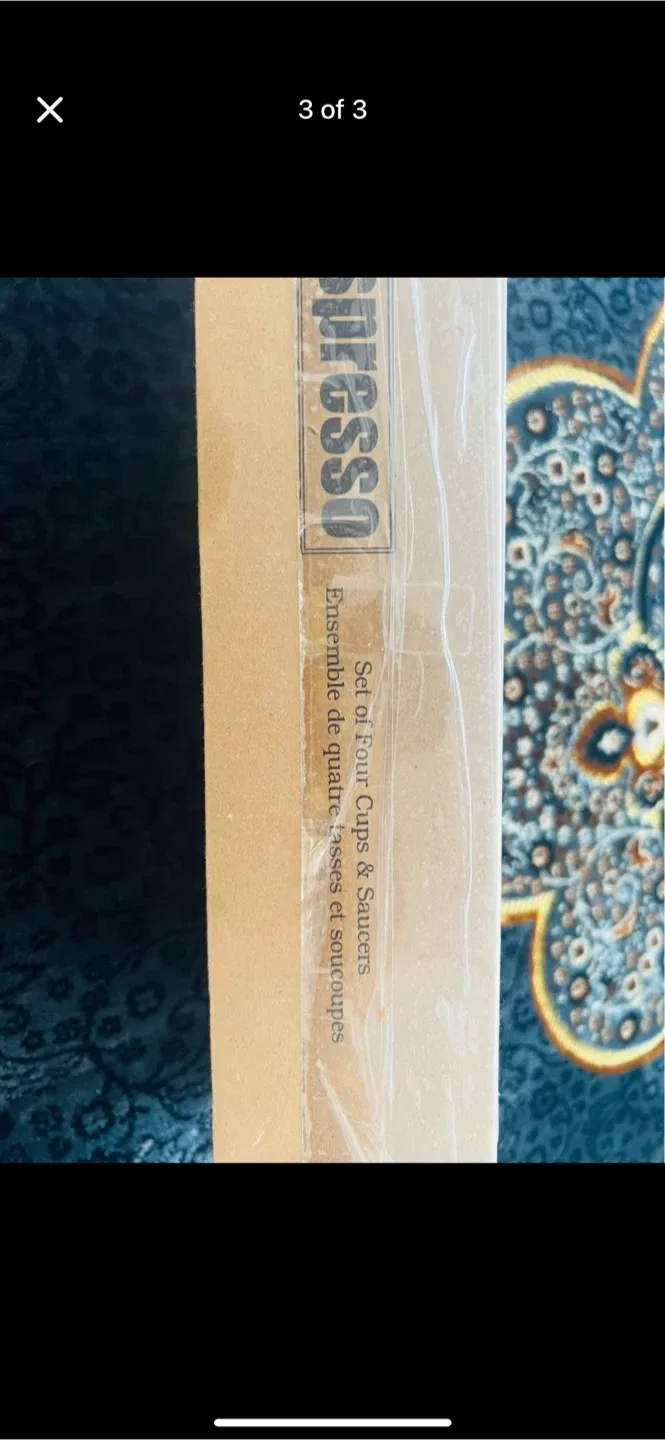 3 of 3
spresso
Set of Four Cups & Saucers
Ensemble de quatre tasses et soucoupes